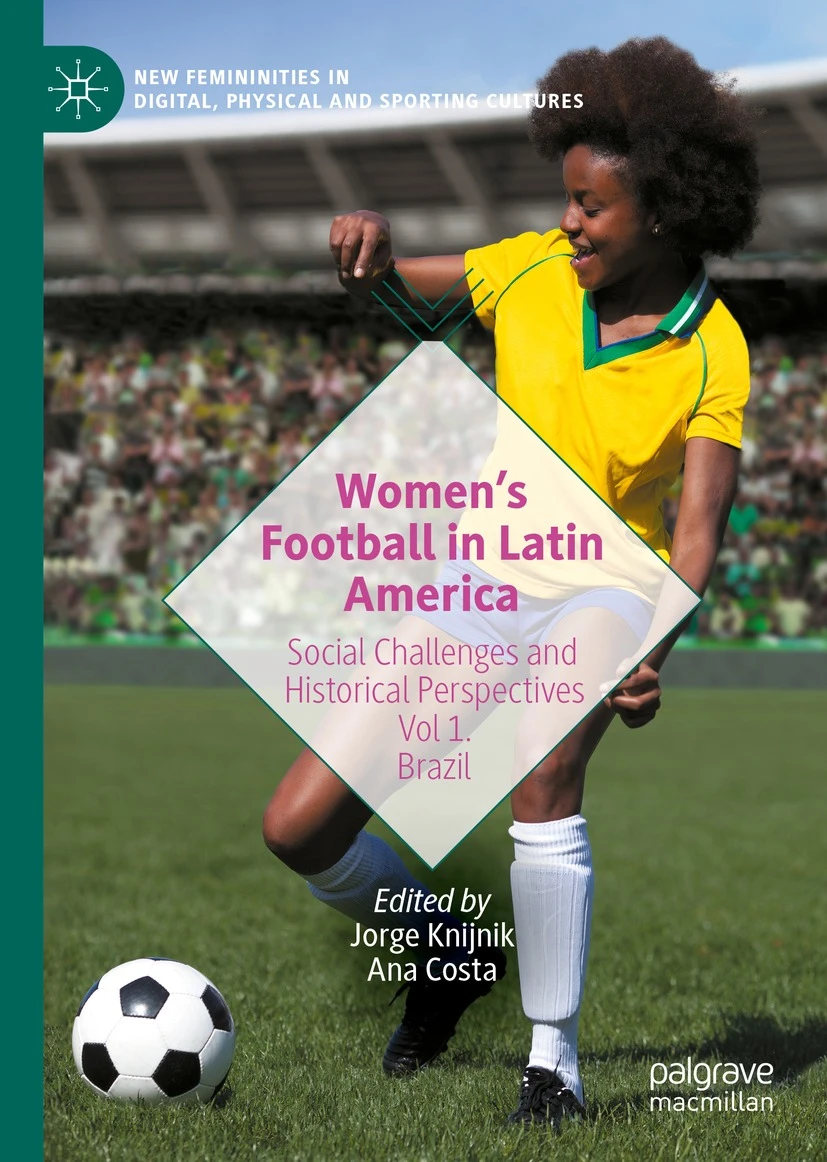 NEW FEMININITIES IN
DIGITAL, PHYSICAL AND SPORTING CULTURES
Women’s
Football in Latin
America
Social Challenges and
Historical Perspectives
Vol 1.
Brazil
Edited by
Jorge Knijnik
Ana Costa
palgrave
macmillan